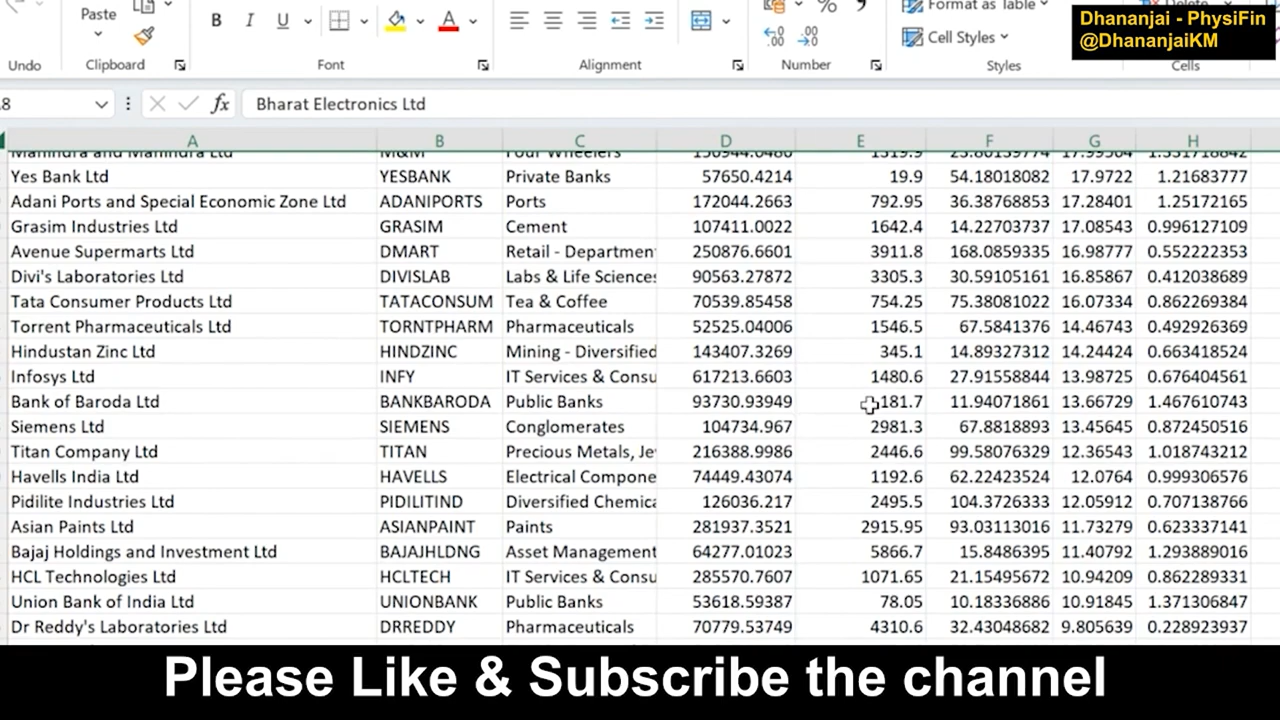 Paste
B I U A
% 9
Format as Table
Delete
Dhananjai - PhysiFin
@DhananjaiKM
Cell Styles
Undo Clipboard Font Alignment Number Styles Cells
8 fx Bharat Electronics Ltd
A B C D E F G H
Mahindra and Mahindra Ltd M&M Four Wheelers 1319.9
Yes Bank Ltd YESBANK Private Banks 57650.4214 19.9 54.18018082 17.9722 1.21683777
Adani Ports and Special Economic Zone Ltd ADANIPORTS Ports 172044.2663 792.95 36.38768853 17.28401 1.25172165
Grasim Industries Ltd GRASIM Cement 107411.0022 1642.4 14.22703737 17.08543 0.996127109
Avenue Supermarts Ltd DMART Retail - Department 250876.6601 3911.8 168.0859335 16.98777 0.552222353
Divi's Laboratories Ltd DIVISLAB Labs & Life Sciences 90563.27872 3305.3 30.59105161 16.85867 0.412038689
Tata Consumer Products Ltd TATACONSUM Tea & Coffee 70539.85458 754.25 75.38081022 16.07334 0.862269384
Torrent Pharmaceuticals Ltd TORNTPHARM Pharmaceuticals 52525.04006 1546.5 67.5841376 14.46743 0.492926369
Hindustan Zinc Ltd HINDZINC Mining - Diversified 143407.3269 345.1 14.89327312 14.24424 0.663418524
Infosys Ltd INFY IT Services & Consu 617213.6603 1480.6 27.91558844 13.98725 0.676404561
Bank of Baroda Ltd BANKBARODA Public Banks 93730.93949 181.7 11.94071861 13.66729 1.467610743
Siemens Ltd SIEMENS Conglomerates 104734.967 2981.3 67.8818893 13.45645 0.872450516
Titan Company Ltd TITAN Precious Metals, Je 216388.9986 2446.6 99.58076329 12.36543 1.018743212
Havells India Ltd HAVELLS Electrical Compone 74449.43074 1192.6 62.22423524 12.0764 0.999306576
Pidilite Industries Ltd PIDILITIND Diversified Chemica 126036.217 2495.5 104.3726333 12.05912 0.707138766
Asian Paints Ltd ASIANPAINT Paints 281937.3521 2915.95 93.03113016 11.73279 0.623337141
Bajaj Holdings and Investment Ltd BAJAJHLDNG Asset Management 64277.01023 5866.7 15.8486395 11.40792 1.293889016
HCL Technologies Ltd HCLTECH IT Services & Consu 285570.7607 1071.65 21.15495672 10.94209 0.862289331
Union Bank of India Ltd UNIONBANK Public Banks 53618.59387 78.05 10.18336886 10.91845 1.371306847
Dr Reddy's Laboratories Ltd DRREDDY Pharmaceuticals 70779.53749 4310.6 32.43048682 9.805639 0.228923937
Please Like & Subscribe the channel